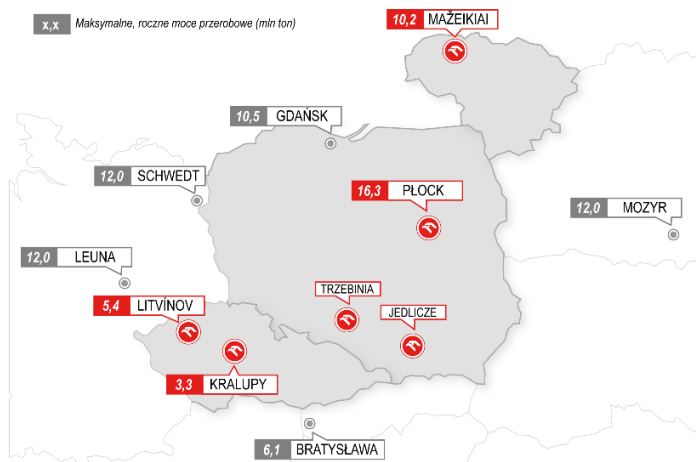 x,x Maksymalne, roczne moce przerobowe (mln ton)
10,2 MAŽEIKIAI
10,5 GDAŃSK
12,0 SCHWEDT
16,3 PŁOCK
12,0 MOZYR
12,0 LEUNA
TRZEBINIA
5,4 LITVÍNOV
JEDLICZE
3,3 KRALUPY
6,1 BRATYSŁAWA